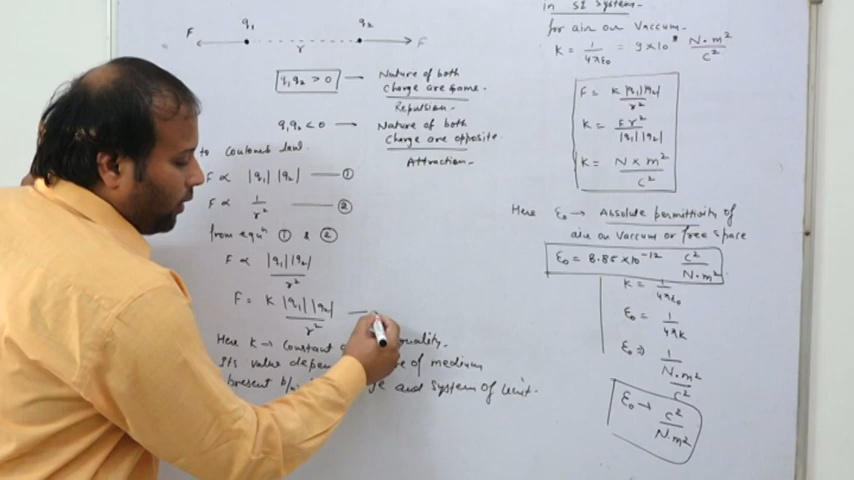 q₁ q₂
F r F
q₁q₂ > 0 → Nature of both
charge are same.
Repulsion.
q₁q₂ < 0 → Nature of both
charge are opposite.
Attraction.
to Coulomb law.
F ∝ |q₁| |q₂| — ①
F ∝ 1/r² — ②
from equⁿ ① & ②
F ∝ |q₁||q₂|/r²
F = K |q₁| |q₂|/r² —
Here K → Constant
Its value of medium
present and system of unit.
in SI system.
for air or Vaccum.
K = 1/4πε₀ = 9×10⁹ N·m²/C²
F = K|q₁||q₂|/r²
K = Fr²/|q₁||q₂|
K = N×m²/C²
Here ε₀ → Absolute permittivity of
air or Vaccum or free space
ε₀ = 8.85×10⁻¹² C²/N·m²
K = 1/4πε₀
ε₀ = 1/4πK
ε₀ ⇒ 1/N·m²/C²
ε₀ → C²/N·m²